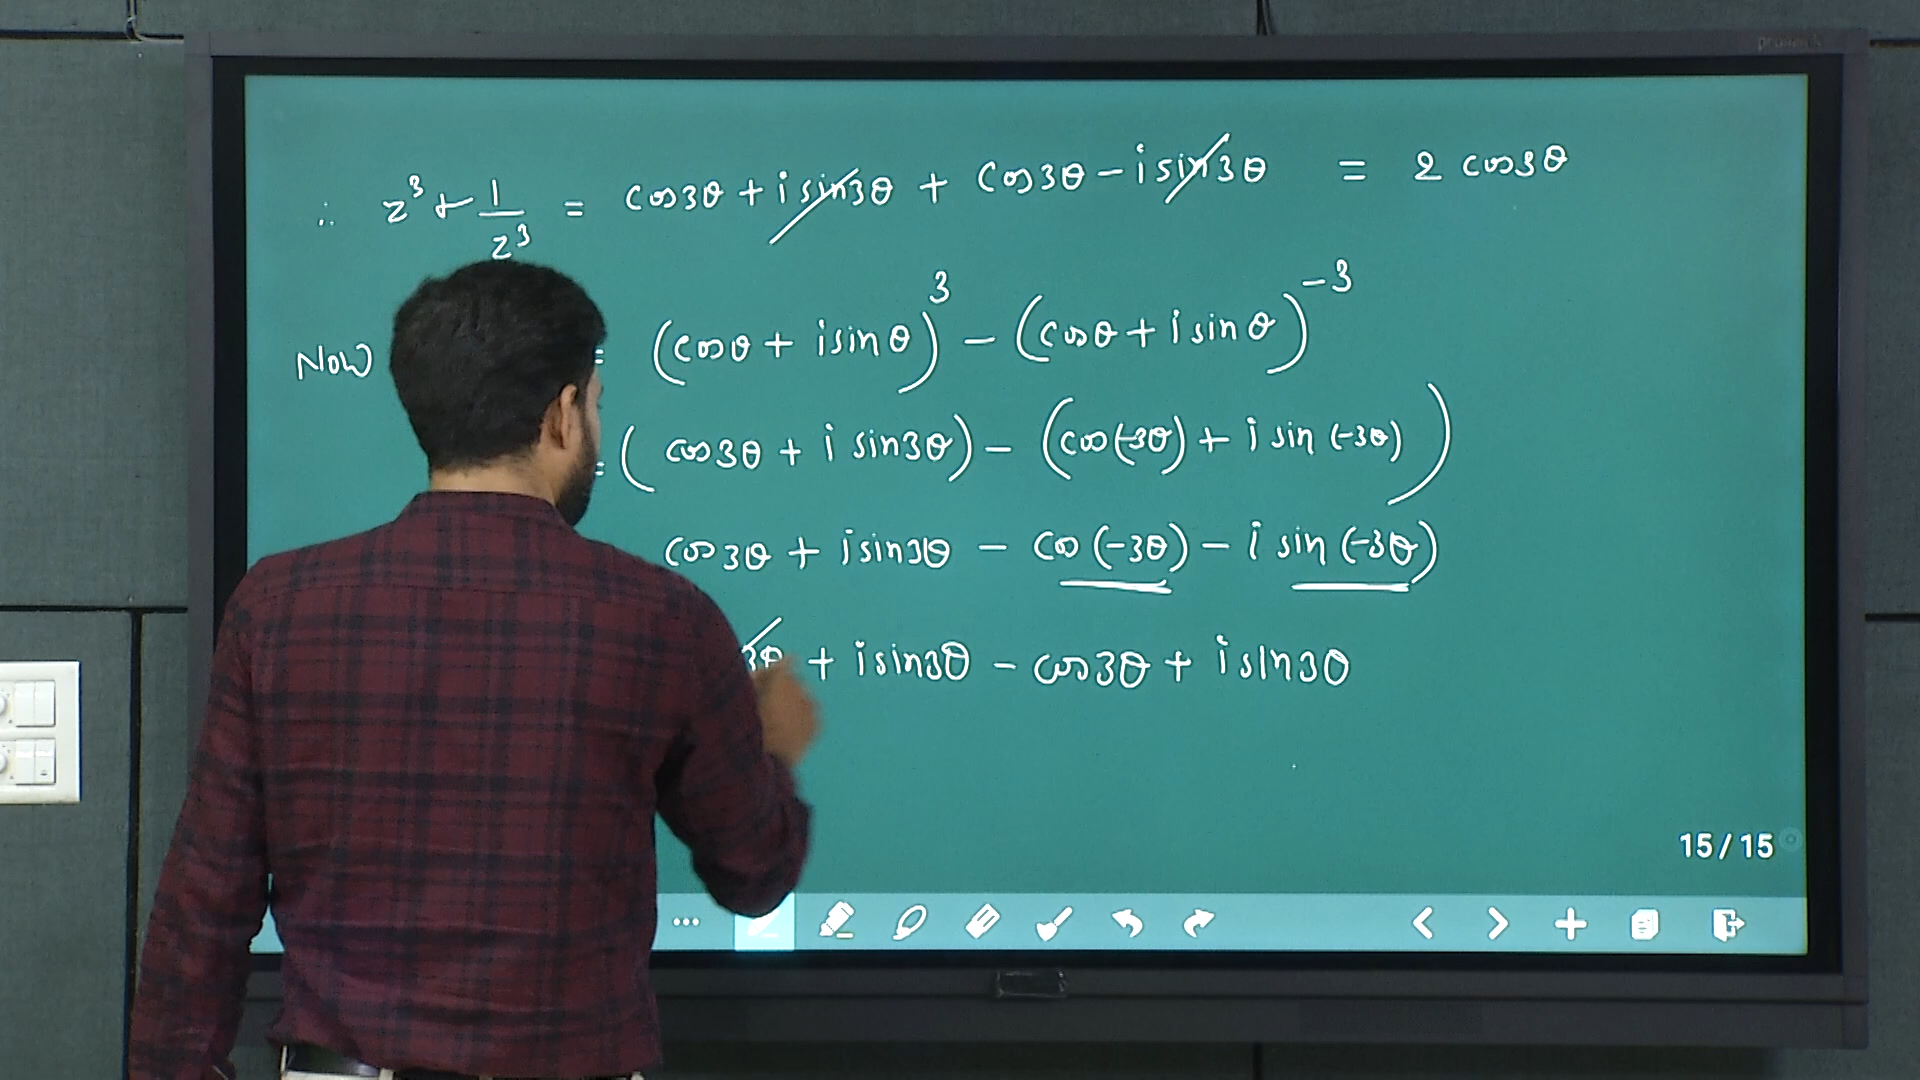 ∴ z³ + 1/z³ = cos3θ + i sin3θ + cos3θ − i sin3θ = 2 cos3θ
Now = (cosθ + i sinθ)³ − (cosθ + i sinθ)⁻³
= (cos3θ + i sin3θ) − (cos(-3θ) + i sin(-3θ))
cos3θ + i sin3θ − cos(-3θ) − i sin(-3θ)
3θ + i sin3θ − cos3θ + i sin3θ
15/15